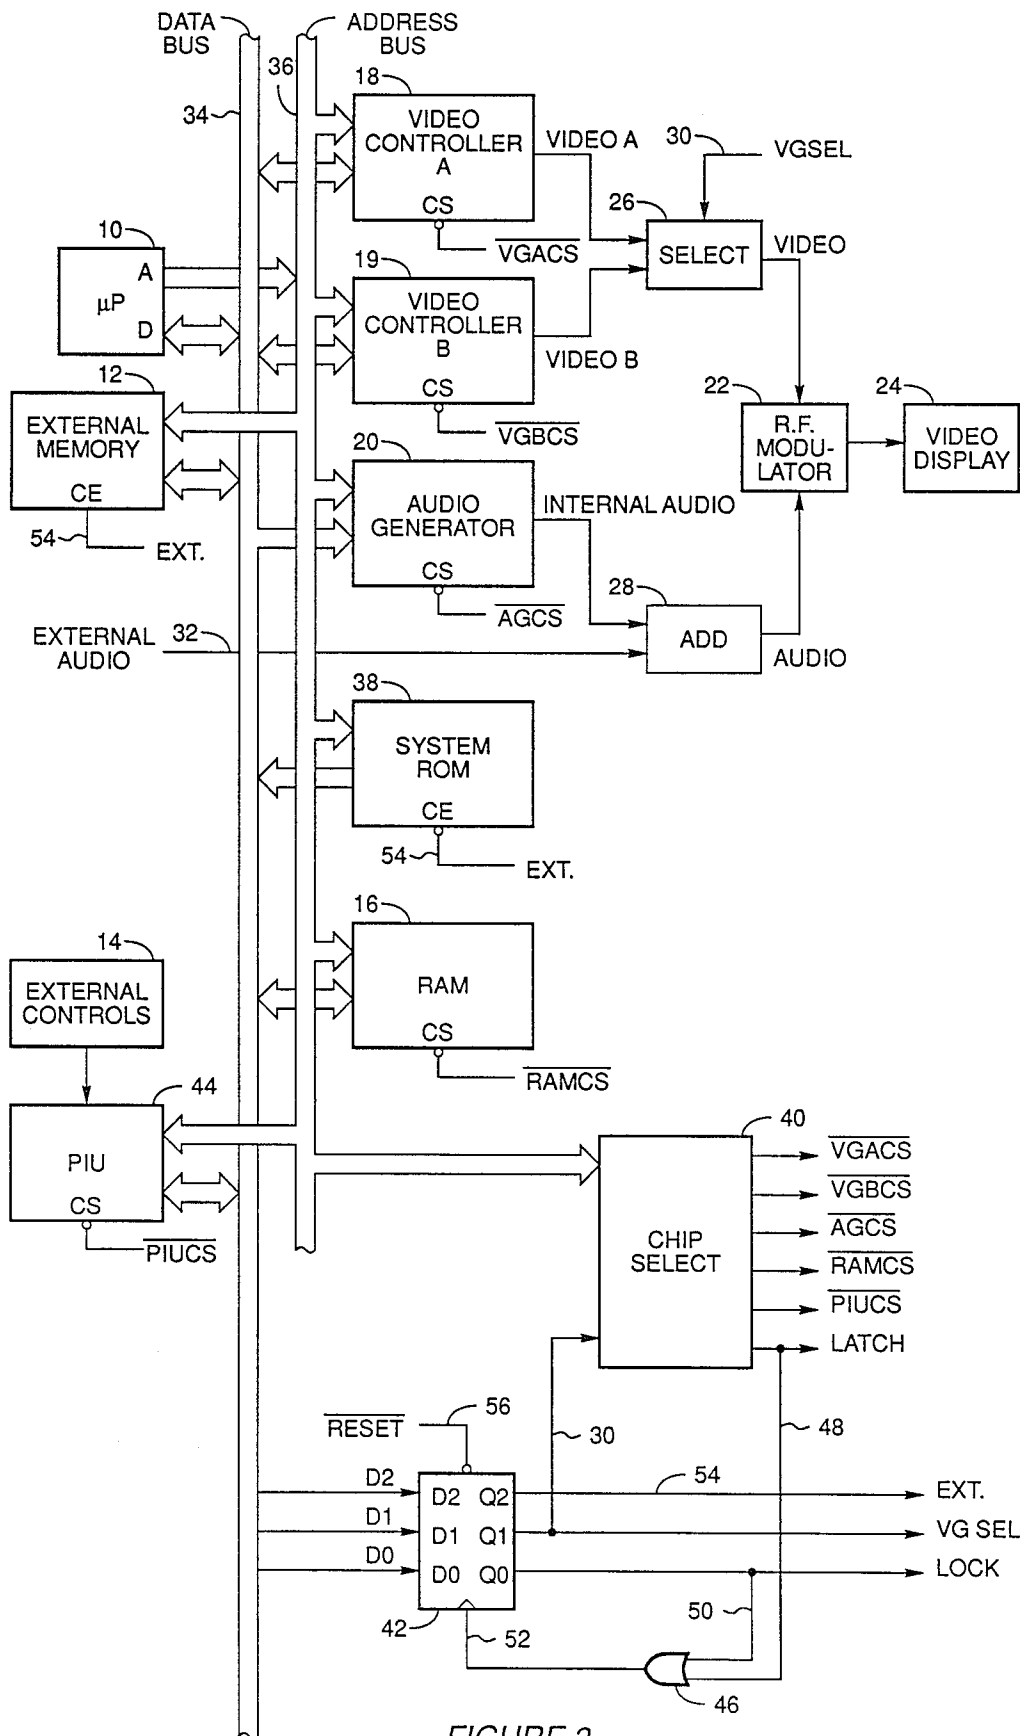 DATA
BUS
ADDRESS
BUS
36
34
18
VIDEO
CONTROLLER
A
CS
VGACS
VIDEO A
30
VGSEL
26
SELECT
VIDEO
10
A
μP
D
19
VIDEO
CONTROLLER
B
CS
VGBCS
VIDEO B
12
EXTERNAL
MEMORY
CE
54
EXT.
22
R.F.
MODU-
LATOR
24
VIDEO
DISPLAY
20
AUDIO
GENERATOR
CS
AGCS
INTERNAL AUDIO
28
ADD
AUDIO
EXTERNAL
AUDIO
32
38
SYSTEM
ROM
CE
54
EXT.
16
RAM
CS
RAMCS
14
EXTERNAL
CONTROLS
44
PIU
CS
PIUCS
40
CHIP
SELECT
VGACS
VGBCS
AGCS
RAMCS
PIUCS
LATCH
RESET
56
30
48
D2
D1
D0
D2 Q2
D1 Q1
D0 Q0
42
52
54
EXT.
VG SEL
LOCK
50
46
FIGURE 2